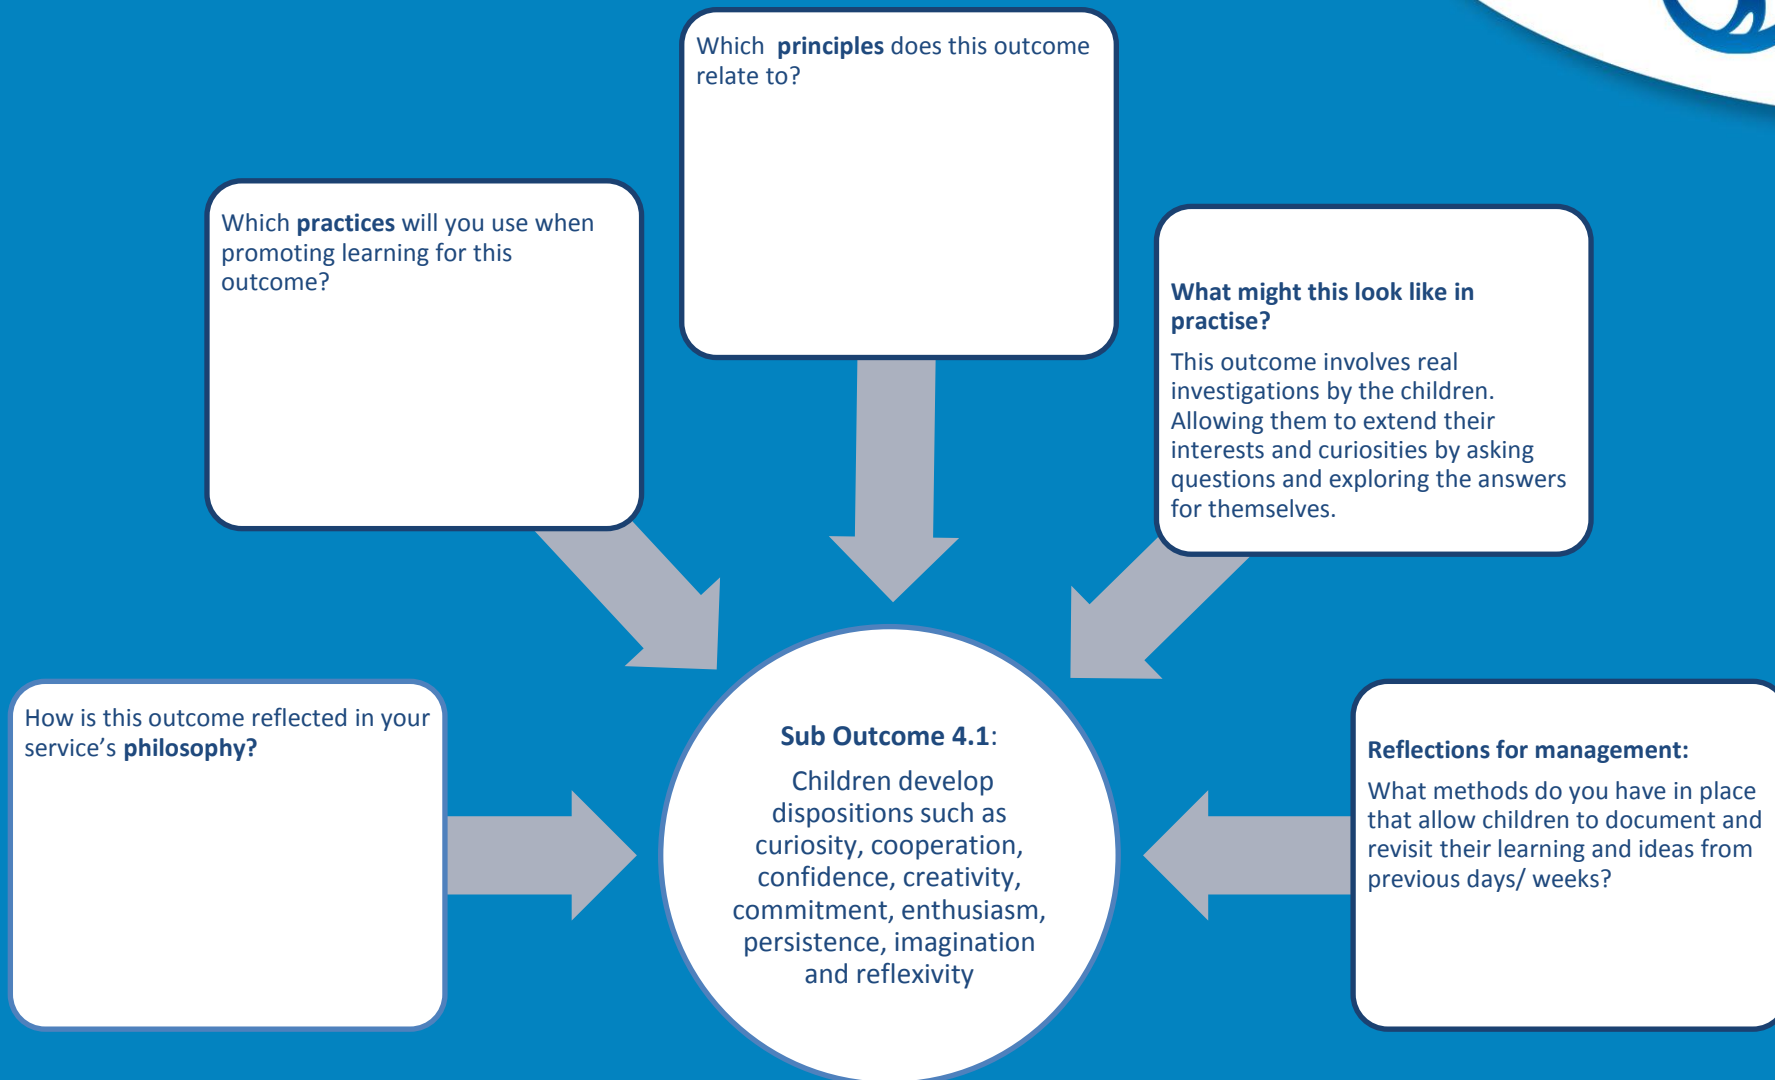 Which principles does this outcome
relate to?
Which practices will you use when
promoting learning for this
outcome?
What might this look like in
practise?
This outcome involves real
investigations by the children.
Allowing them to extend their
interests and curiosities by asking
questions and exploring the answers
for themselves.
How is this outcome reflected in your
service’s philosophy?
Sub Outcome 4.1:
Children develop
dispositions such as
curiosity, cooperation,
confidence, creativity,
commitment, enthusiasm,
persistence, imagination
and reflexivity
Reflections for management:
What methods do you have in place
that allow children to document and
revisit their learning and ideas from
previous days/ weeks?